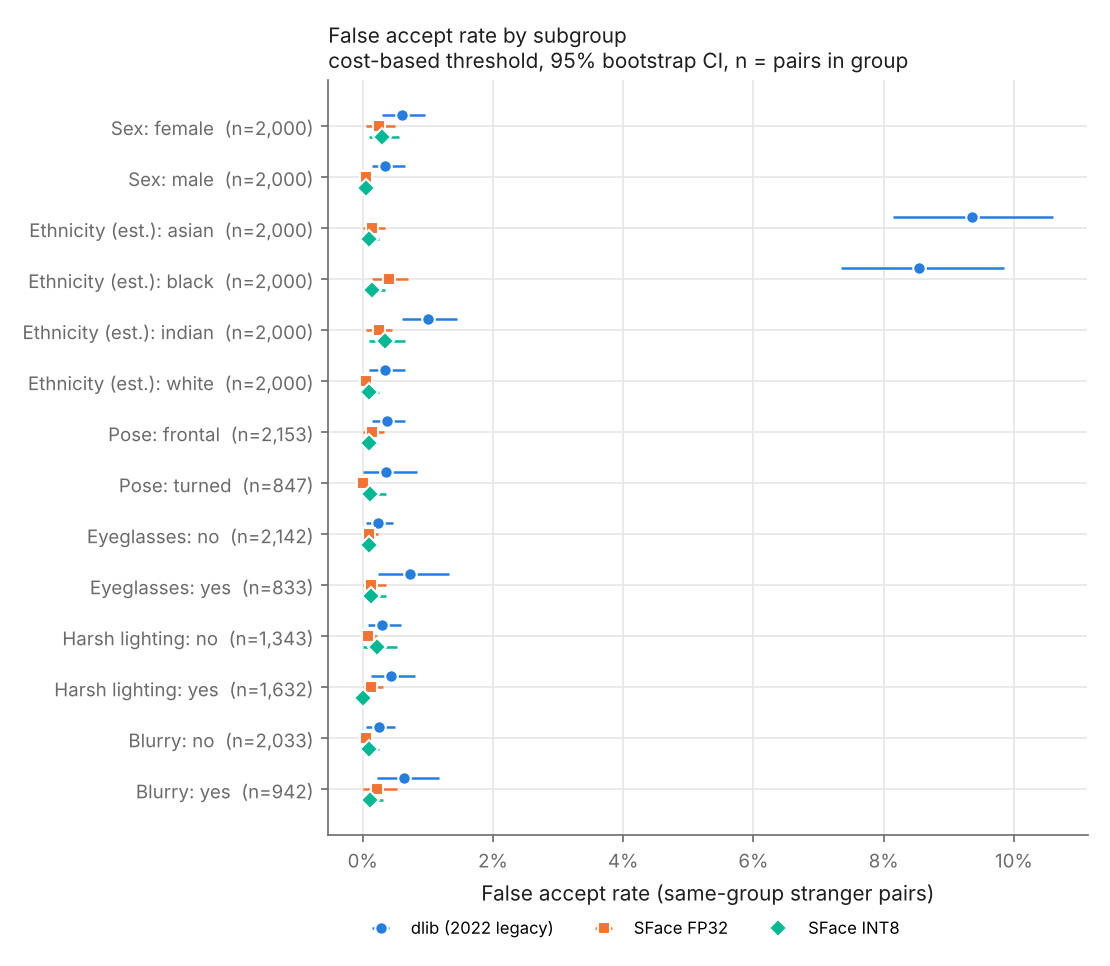 False accept rate by subgroup
cost-based threshold, 95% bootstrap CI, n = pairs in group
Sex: female (n=2,000)
Sex: male (n=2,000)
Ethnicity (est.): asian (n=2,000)
Ethnicity (est.): black (n=2,000)
Ethnicity (est.): indian (n=2,000)
Ethnicity (est.): white (n=2,000)
Pose: frontal (n=2,153)
Pose: turned (n=847)
Eyeglasses: no (n=2,142)
Eyeglasses: yes (n=833)
Harsh lighting: no (n=1,343)
Harsh lighting: yes (n=1,632)
Blurry: no (n=2,033)
Blurry: yes (n=942)
0% 2% 4% 6% 8% 10%
False accept rate (same-group stranger pairs)
dlib (2022 legacy) SFace FP32 SFace INT8